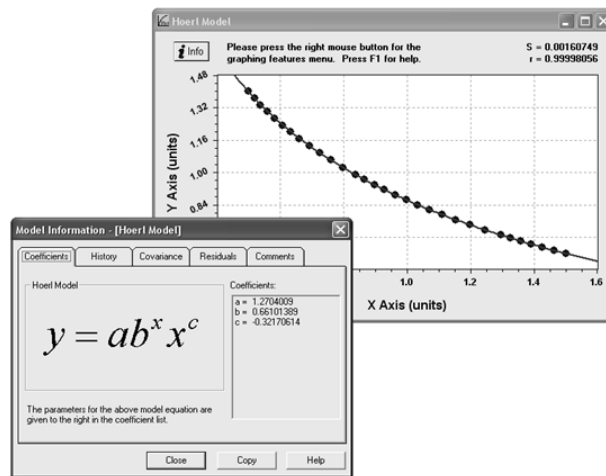 Hoerl Model
Info
Please press the right mouse button for the
graphing features menu. Press F1 for help.
S = 0.00160749
r = 0.99998056
Y Axis (units)
1.48
1.32
1.16
1.00
0.84
1.0
1.2
1.3
1.5
1.6
X Axis (units)
Model Information - [Hoerl Model]
Coefficients
History
Covariance
Residuals
Comments
Hoerl Model
y = ab^x x^c
Coefficients:
a = 1.2704009
b = 0.66101389
c = -0.32170614
The parameters for the above model equation are
given to the right in the coefficient list.
Close
Copy
Help